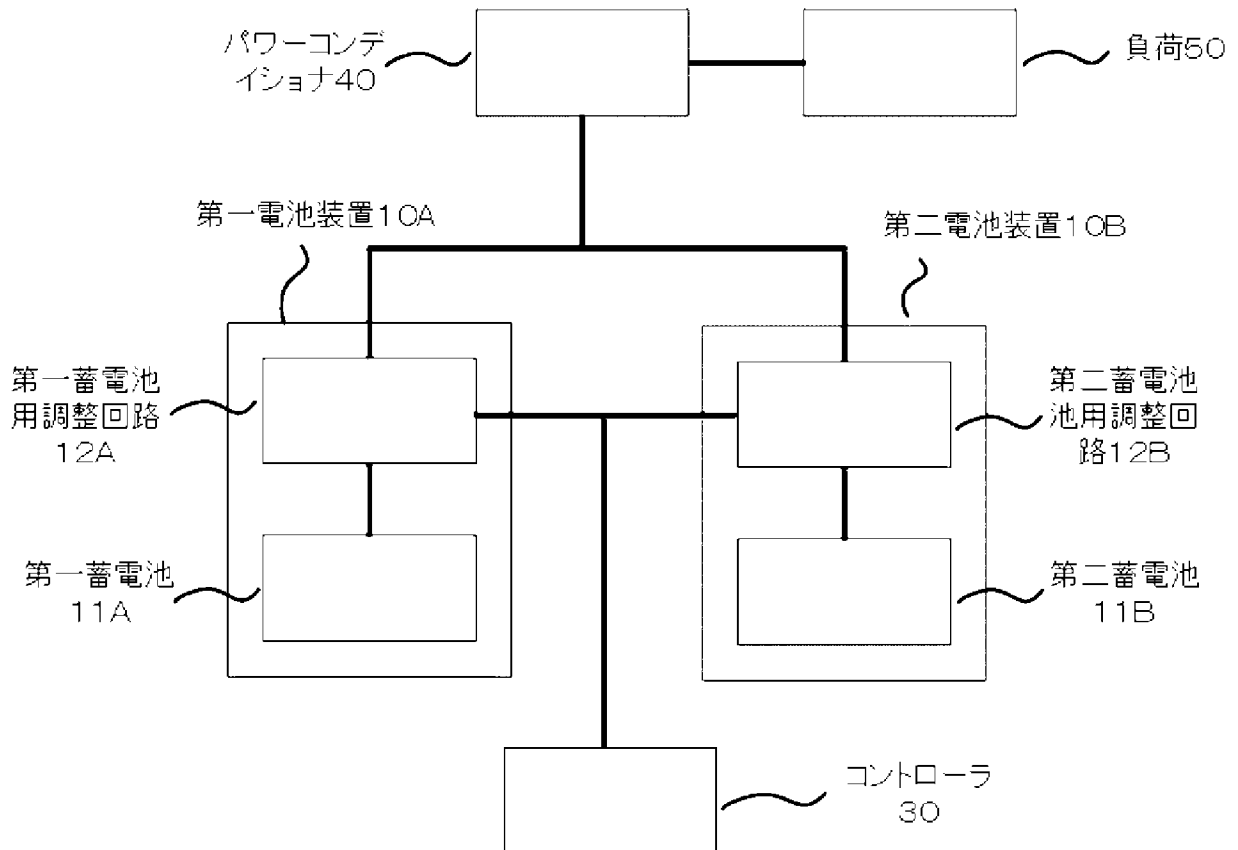 パワーコンデ
イショナ40
負荷50
第一電池装置10A
第二電池装置10B
第一蓄電池
用調整回路
12A
第二蓄電池
池用調整回
路12B
第一蓄電池
11A
第二蓄電池
11B
コントローラ
30